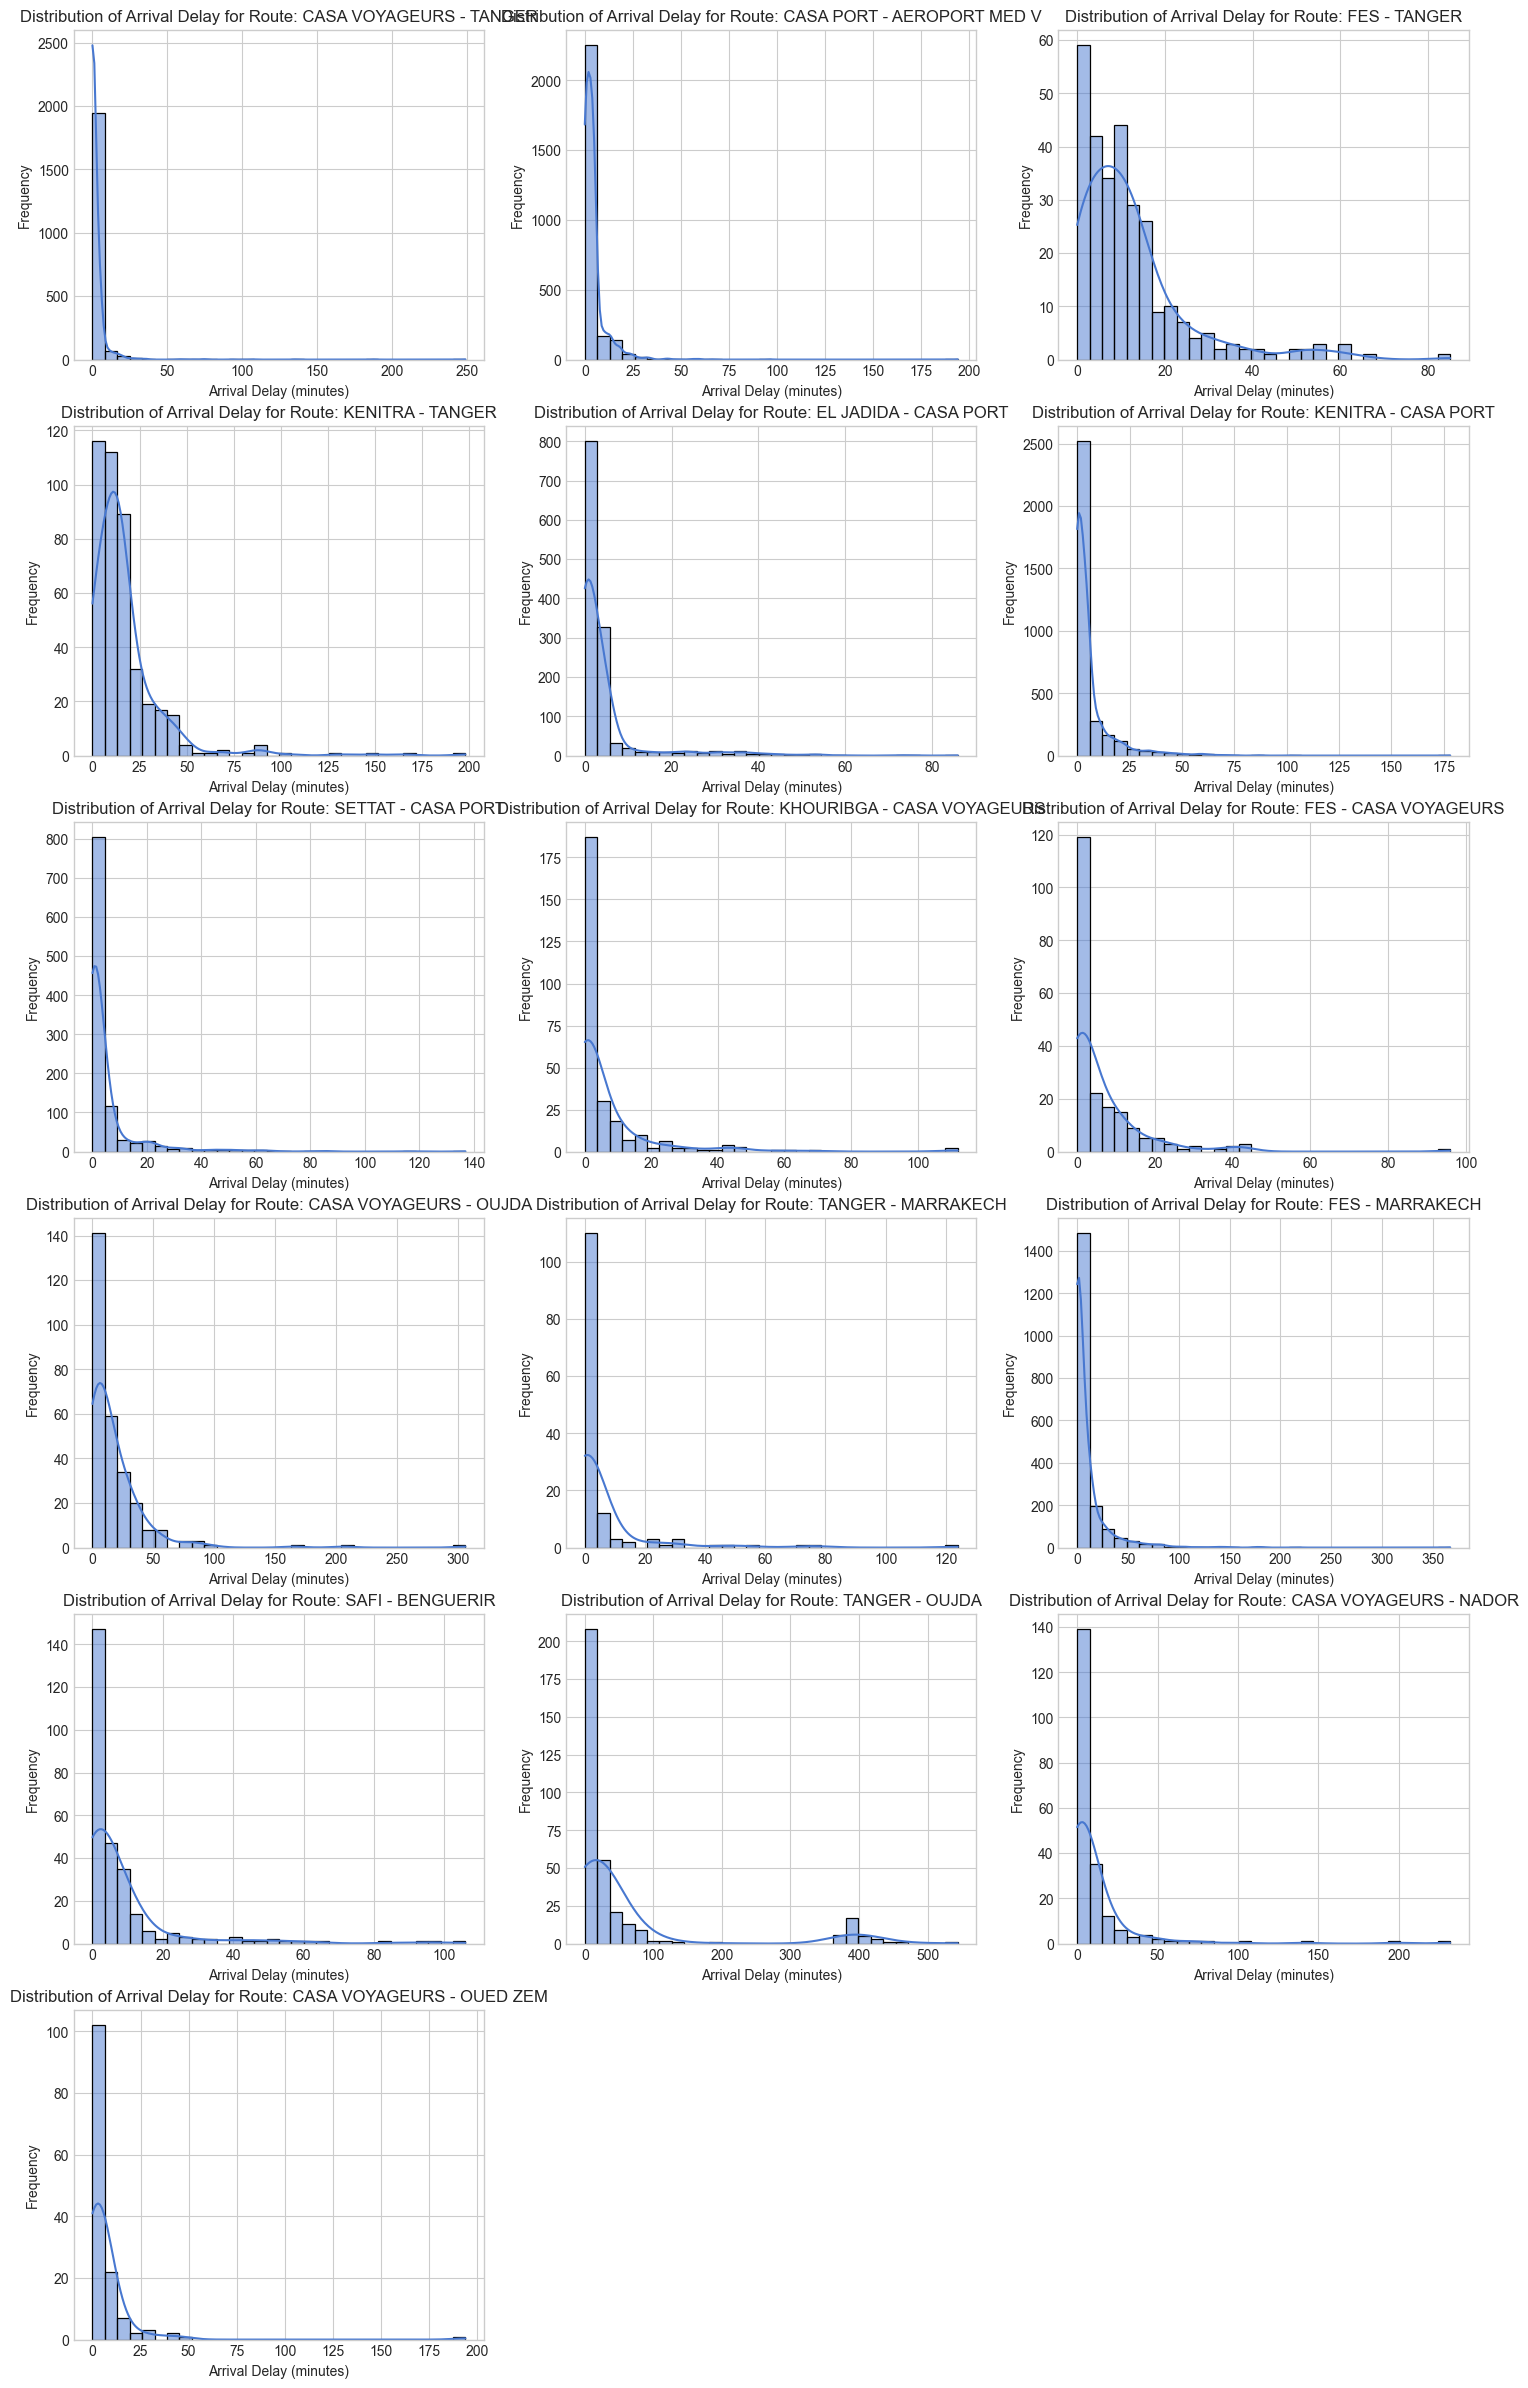 Distribution of Arrival Delay for Route: CASA VOYAGEURS - TANGER
2500
2000
1500
1000
500
0
Frequency
0 50 100 150 200 250
Arrival Delay (minutes)
Distribution of Arrival Delay for Route: CASA PORT - AEROPORT MED V
2000
1500
1000
500
0
Frequency
0 25 50 75 100 125 150 175 200
Arrival Delay (minutes)
Distribution of Arrival Delay for Route: FES - TANGER
60
50
40
30
20
10
0
Frequency
0 20 40 60 80
Arrival Delay (minutes)
Distribution of Arrival Delay for Route: KENITRA - TANGER
120
100
80
60
40
20
0
Frequency
0 25 50 75 100 125 150 175 200
Arrival Delay (minutes)
Distribution of Arrival Delay for Route: EL JADIDA - CASA PORT
800
700
600
500
400
300
200
100
0
Frequency
0 20 40 60 80
Arrival Delay (minutes)
Distribution of Arrival Delay for Route: KENITRA - CASA PORT
2500
2000
1500
1000
500
0
Frequency
0 25 50 75 100 125 150 175
Arrival Delay (minutes)
Distribution of Arrival Delay for Route: SETTAT - CASA PORT
800
700
600
500
400
300
200
100
0
Frequency
0 20 40 60 80 100 120 140
Arrival Delay (minutes)
Distribution of Arrival Delay for Route: KHOURIBGA - CASA VOYAGEURS
175
150
125
100
75
50
25
0
Frequency
0 20 40 60 80 100
Arrival Delay (minutes)
Distribution of Arrival Delay for Route: FES - CASA VOYAGEURS
120
100
80
60
40
20
0
Frequency
0 20 40 60 80 100
Arrival Delay (minutes)
Distribution of Arrival Delay for Route: CASA VOYAGEURS - OUJDA
140
120
100
80
60
40
20
0
Frequency
0 50 100 150 200 250 300
Arrival Delay (minutes)
Distribution of Arrival Delay for Route: TANGER - MARRAKECH
100
80
60
40
20
0
Frequency
0 20 40 60 80 100 120
Arrival Delay (minutes)
Distribution of Arrival Delay for Route: FES - MARRAKECH
1400
1200
1000
800
600
400
200
0
Frequency
0 50 100 150 200 250 300 350
Arrival Delay (minutes)
Distribution of Arrival Delay for Route: SAFI - BENGUERIR
140
120
100
80
60
40
20
0
Frequency
0 20 40 60 80 100
Arrival Delay (minutes)
Distribution of Arrival Delay for Route: TANGER - OUJDA
200
175
150
125
100
75
50
25
0
Frequency
0 100 200 300 400 500
Arrival Delay (minutes)
Distribution of Arrival Delay for Route: CASA VOYAGEURS - NADOR
140
120
100
80
60
40
20
0
Frequency
0 50 100 150 200
Arrival Delay (minutes)
Distribution of Arrival Delay for Route: CASA VOYAGEURS - OUED ZEM
100
80
60
40
20
0
Frequency
0 25 50 75 100 125 150 175 200
Arrival Delay (minutes)